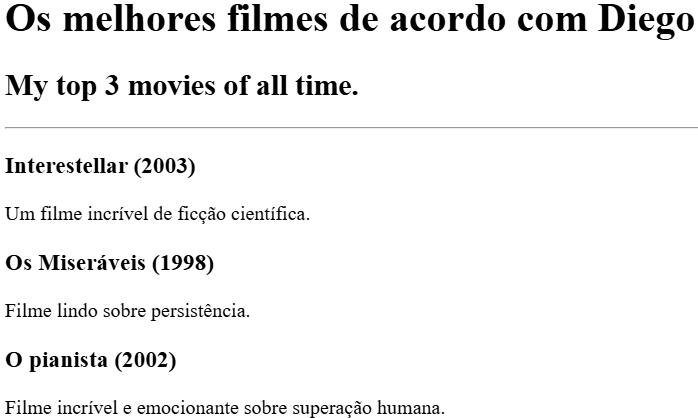 Os melhores filmes de acordo com Diego
My top 3 movies of all time.
Interestellar (2003)
Um filme incrível de ficção científica.
Os Miseráveis (1998)
Filme lindo sobre persistência.
O pianista (2002)
Filme incrível e emocionante sobre superação humana.